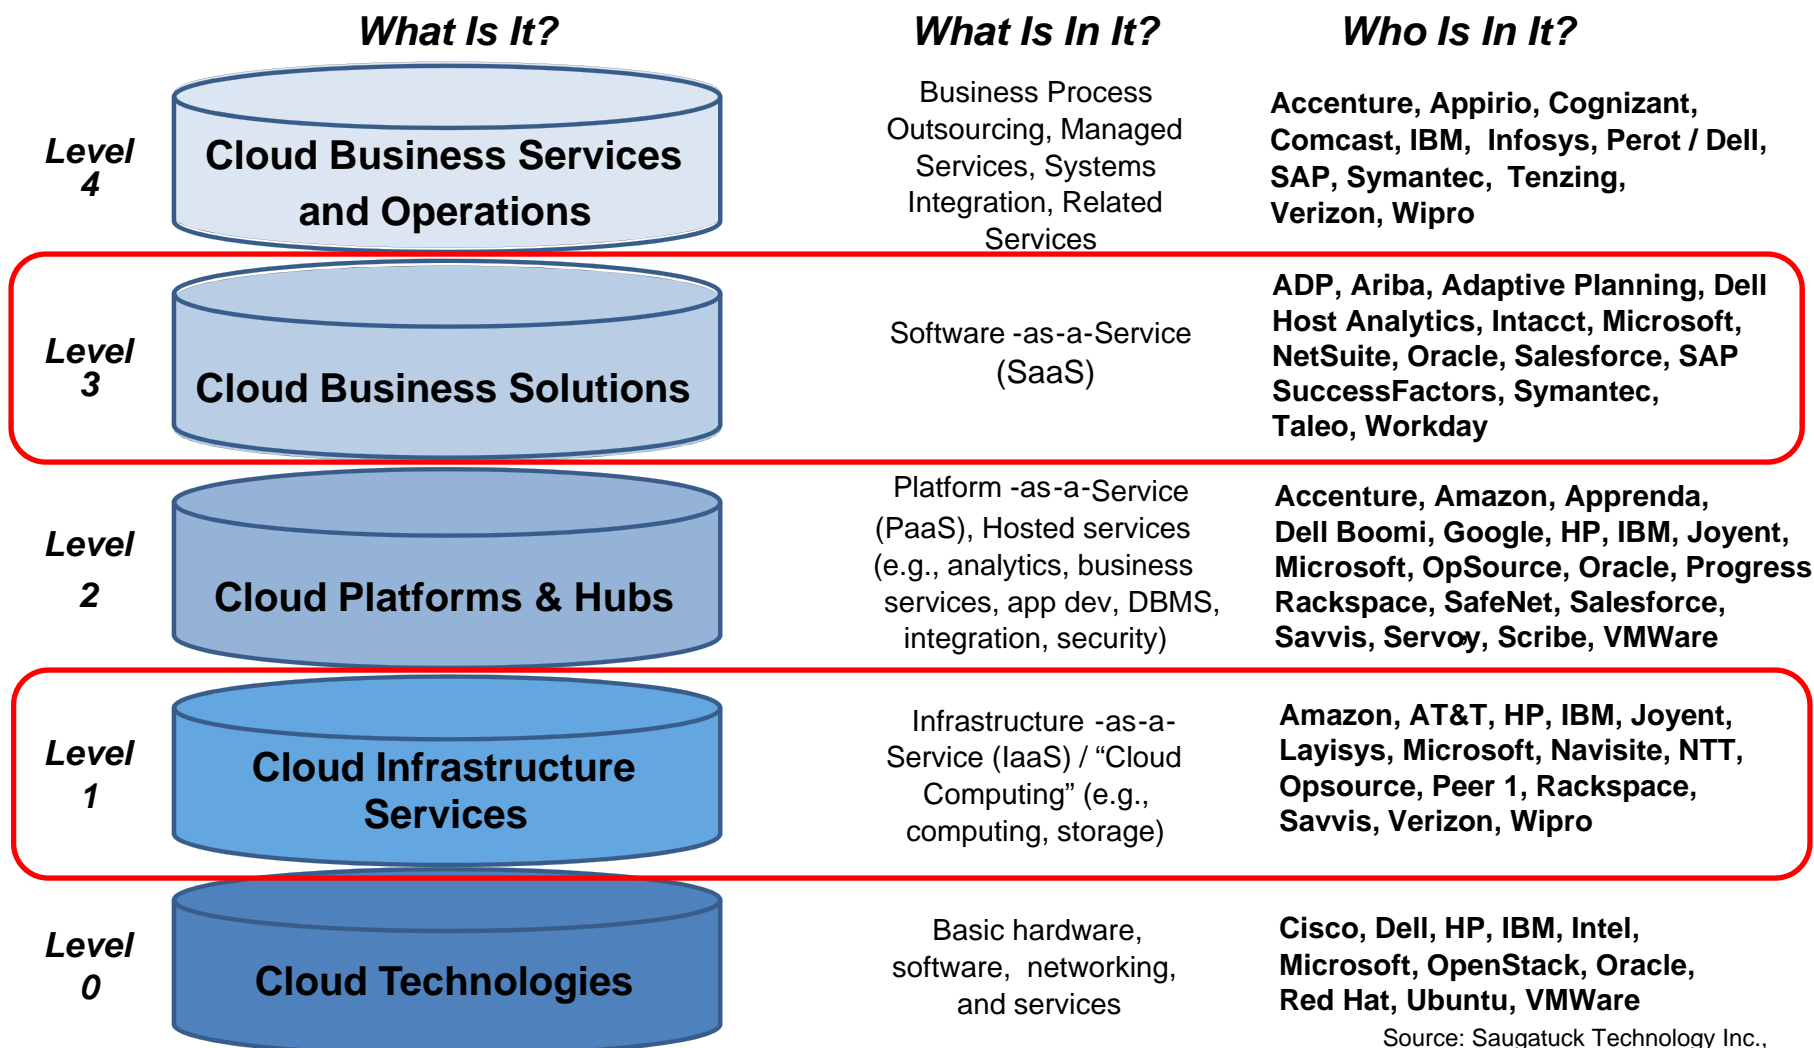 What Is It?
What Is In It?
Who Is In It?
Level
4
Cloud Business Services
and Operations
Business Process
Outsourcing, Managed
Services, Systems
Integration, Related
Services
Accenture, Appirio, Cognizant,
Comcast, IBM, Infosys, Perot / Dell,
SAP, Symantec, Tenzing,
Verizon, Wipro
Level
3
Cloud Business Solutions
Software -as-a-Service
(SaaS)
ADP, Ariba, Adaptive Planning, Dell
Host Analytics, Intacct, Microsoft,
NetSuite, Oracle, Salesforce, SAP
SuccessFactors, Symantec,
Taleo, Workday
Level
2
Cloud Platforms & Hubs
Platform -as-a-Service
(PaaS), Hosted services
(e.g., analytics, business
services, app dev, DBMS,
integration, security)
Accenture, Amazon, Apprenda,
Dell Boomi, Google, HP, IBM, Joyent,
Microsoft, OpSource, Oracle, Progress
Rackspace, SafeNet, Salesforce,
Savvis, Servoy, Scribe, VMWare
Level
1
Cloud Infrastructure
Services
Infrastructure -as-a-
Service (IaaS) / “Cloud
Computing” (e.g.,
computing, storage)
Amazon, AT&T, HP, IBM, Joyent,
Layisys, Microsoft, Navisite, NTT,
Opsource, Peer 1, Rackspace,
Savvis, Verizon, Wipro
Level
0
Cloud Technologies
Basic hardware,
software, networking,
and services
Cisco, Dell, HP, IBM, Intel,
Microsoft, OpenStack, Oracle,
Red Hat, Ubuntu, VMWare
Source: Saugatuck Technology Inc.,